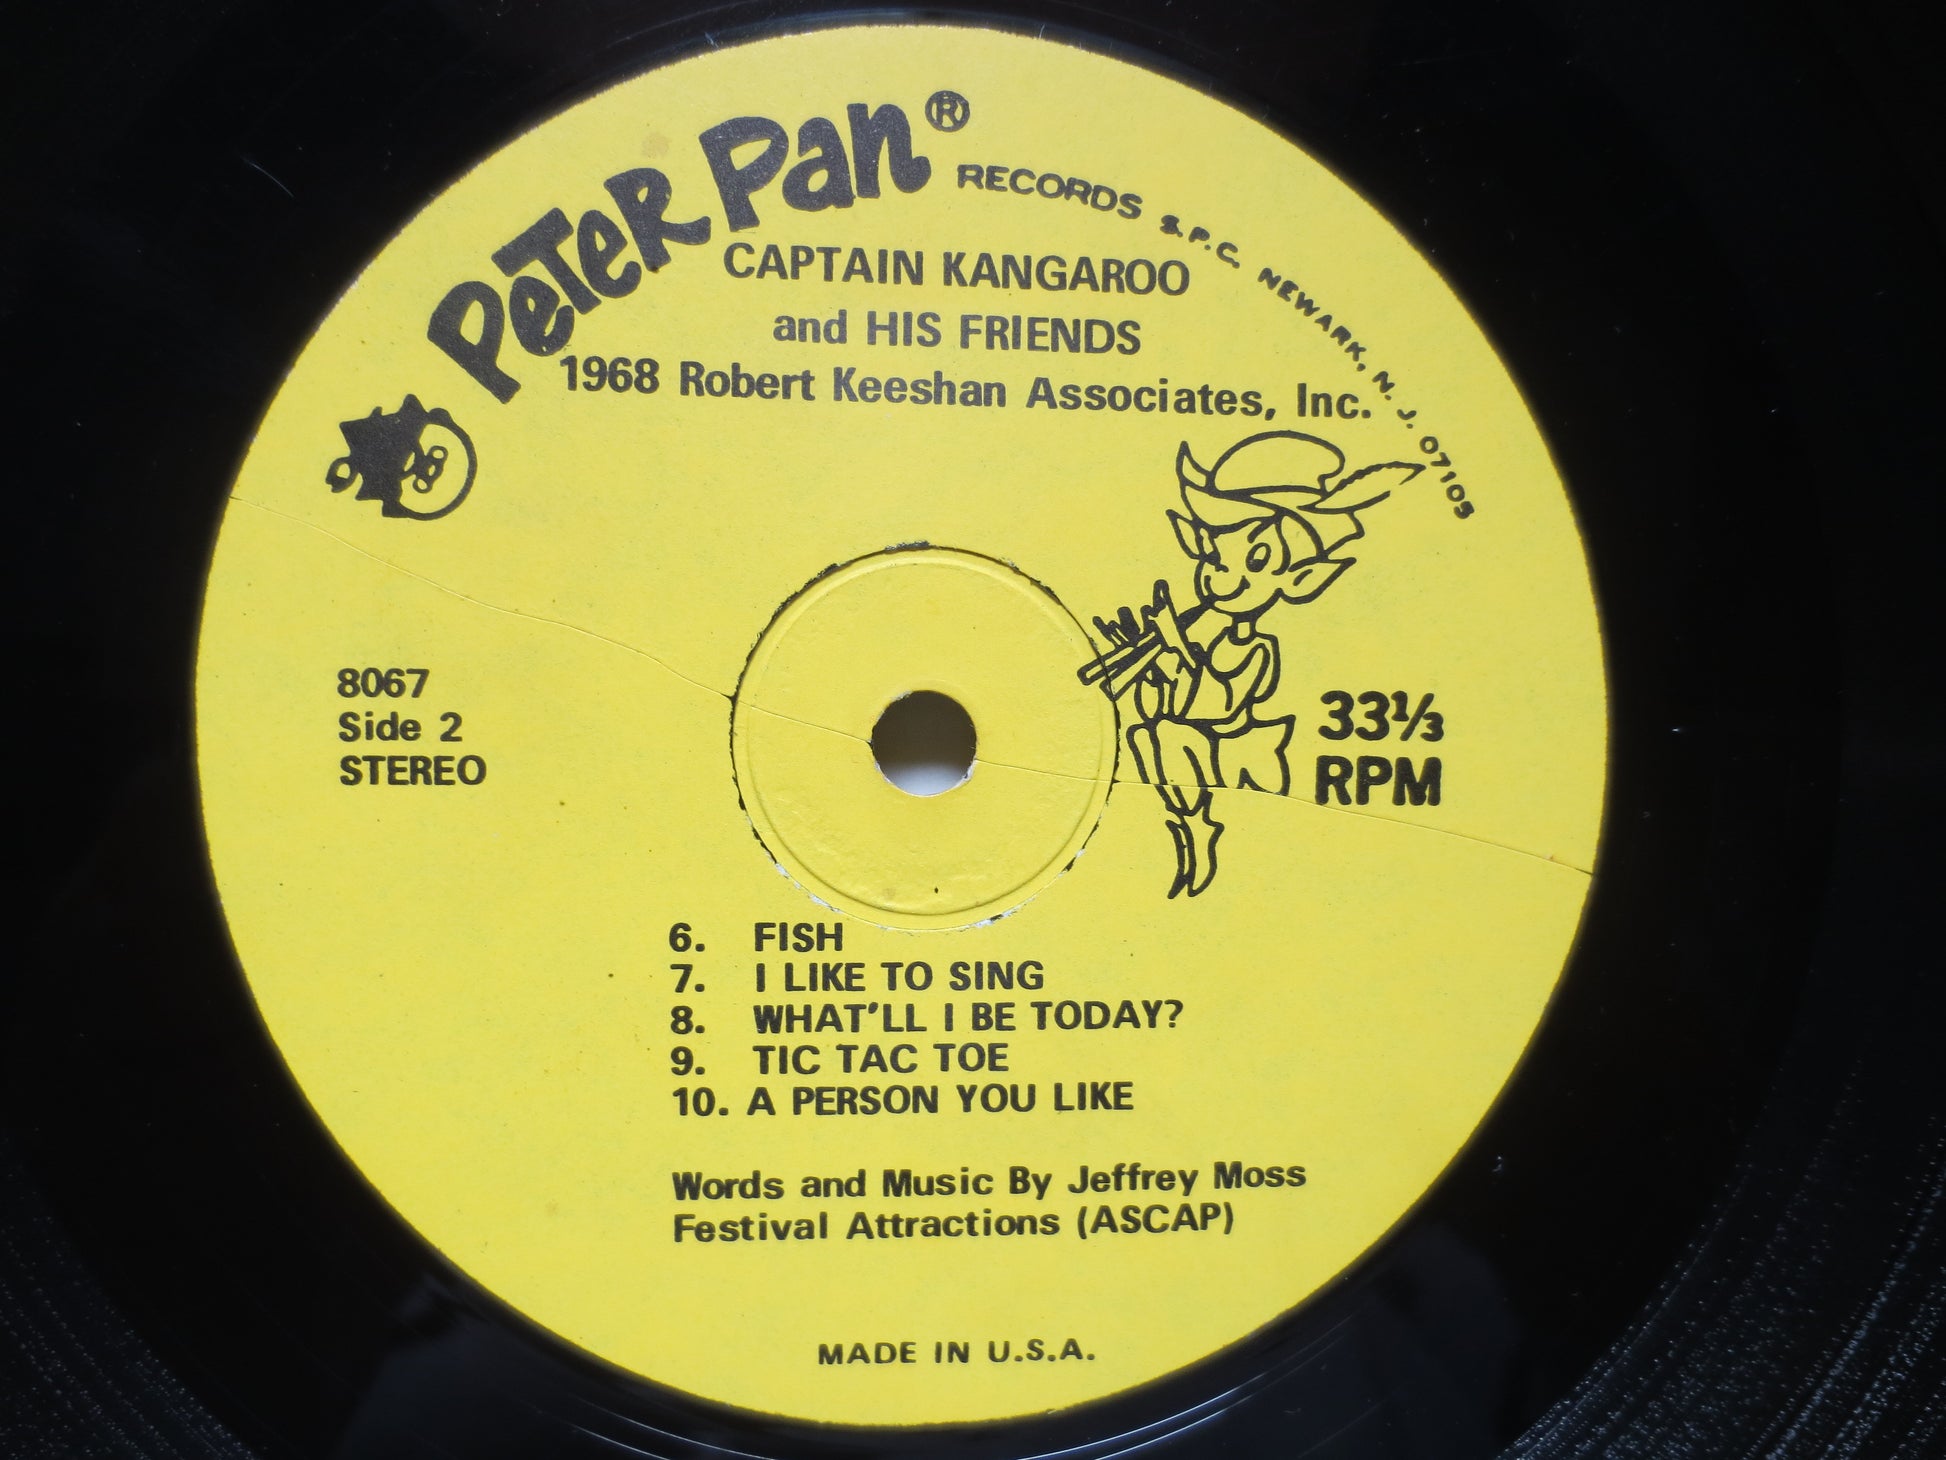 PETER Pan® RECORDS S.P.C. NEWARK, N. J. 07105
CAPTAIN KANGAROO
and HIS FRIENDS
1968 Robert Keeshan Associates, Inc.
8067
Side 2
STEREO
33⅓
RPM
6. FISH
7. I LIKE TO SING
8. WHAT'LL I BE TODAY?
9. TIC TAC TOE
10. A PERSON YOU LIKE
Words and Music By Jeffrey Moss
Festival Attractions (ASCAP)
MADE IN U.S.A.